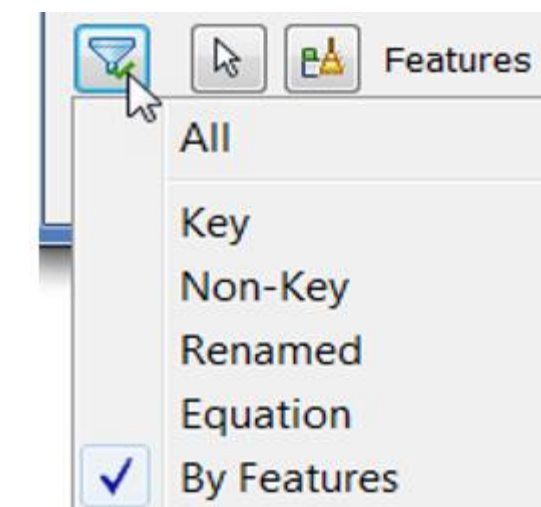 Features
All
Key
Non-Key
Renamed
Equation
By Features